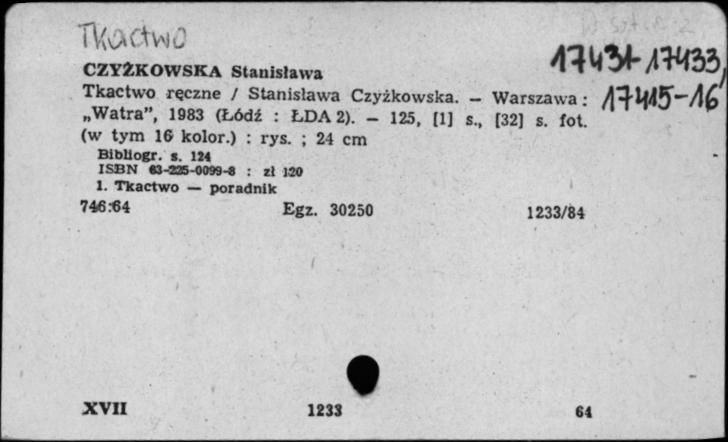 Tkactwo
17431-17433,
CZYŻKOWSKA Stanisława
Tkactwo ręczne / Stanisława Czyżkowska. — Warszawa :
17415-16
„Watra”, 1983 (Łódź : ŁDA 2). — 125, [1] s., [32] s. fot.
(w tym 16 kolor.) : rys. ; 24 cm
Bibliogr. s. 124
ISBN 63-225-0099-8 : zł 120
1. Tkactwo — poradnik
746:64 Egz. 30250 1233/84
XVII 1233 64